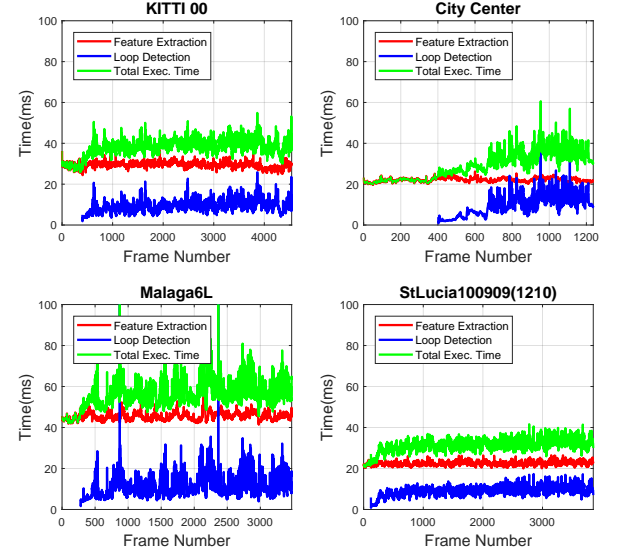 KITTI 00
100
80
60
40
20
0
Time(ms)
Feature Extraction
Loop Detection
Total Exec. Time
0 1000 2000 3000 4000
Frame Number
City Center
100
80
60
40
20
0
Time(ms)
Feature Extraction
Loop Detection
Total Exec. Time
0 200 400 600 800 1000 1200
Frame Number
Malaga6L
100
80
60
40
20
0
Time(ms)
Feature Extraction
Loop Detection
Total Exec. Time
0 500 1000 1500 2000 2500 3000
Frame Number
StLucia100909(1210)
100
80
60
40
20
0
Time(ms)
Feature Extraction
Loop Detection
Total Exec. Time
0 1000 2000 3000
Frame Number